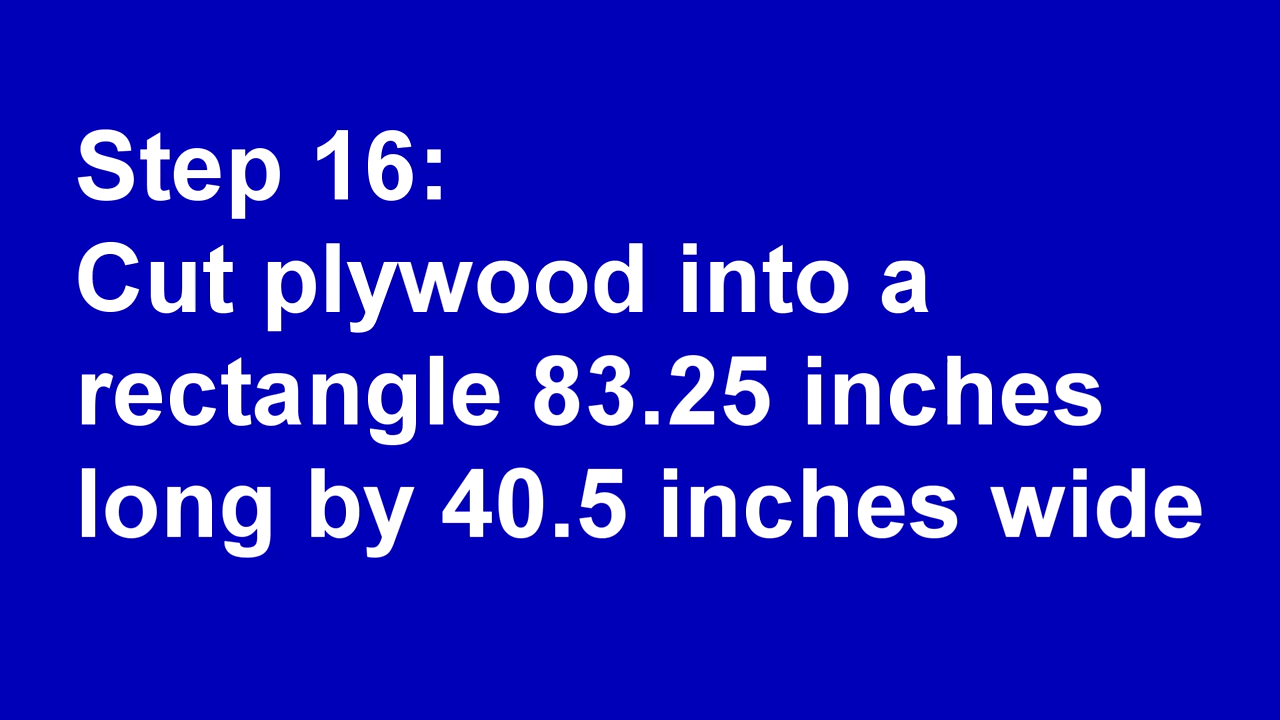 Step 16:
Cut plywood into a
rectangle 83.25 inches
long by 40.5 inches wide